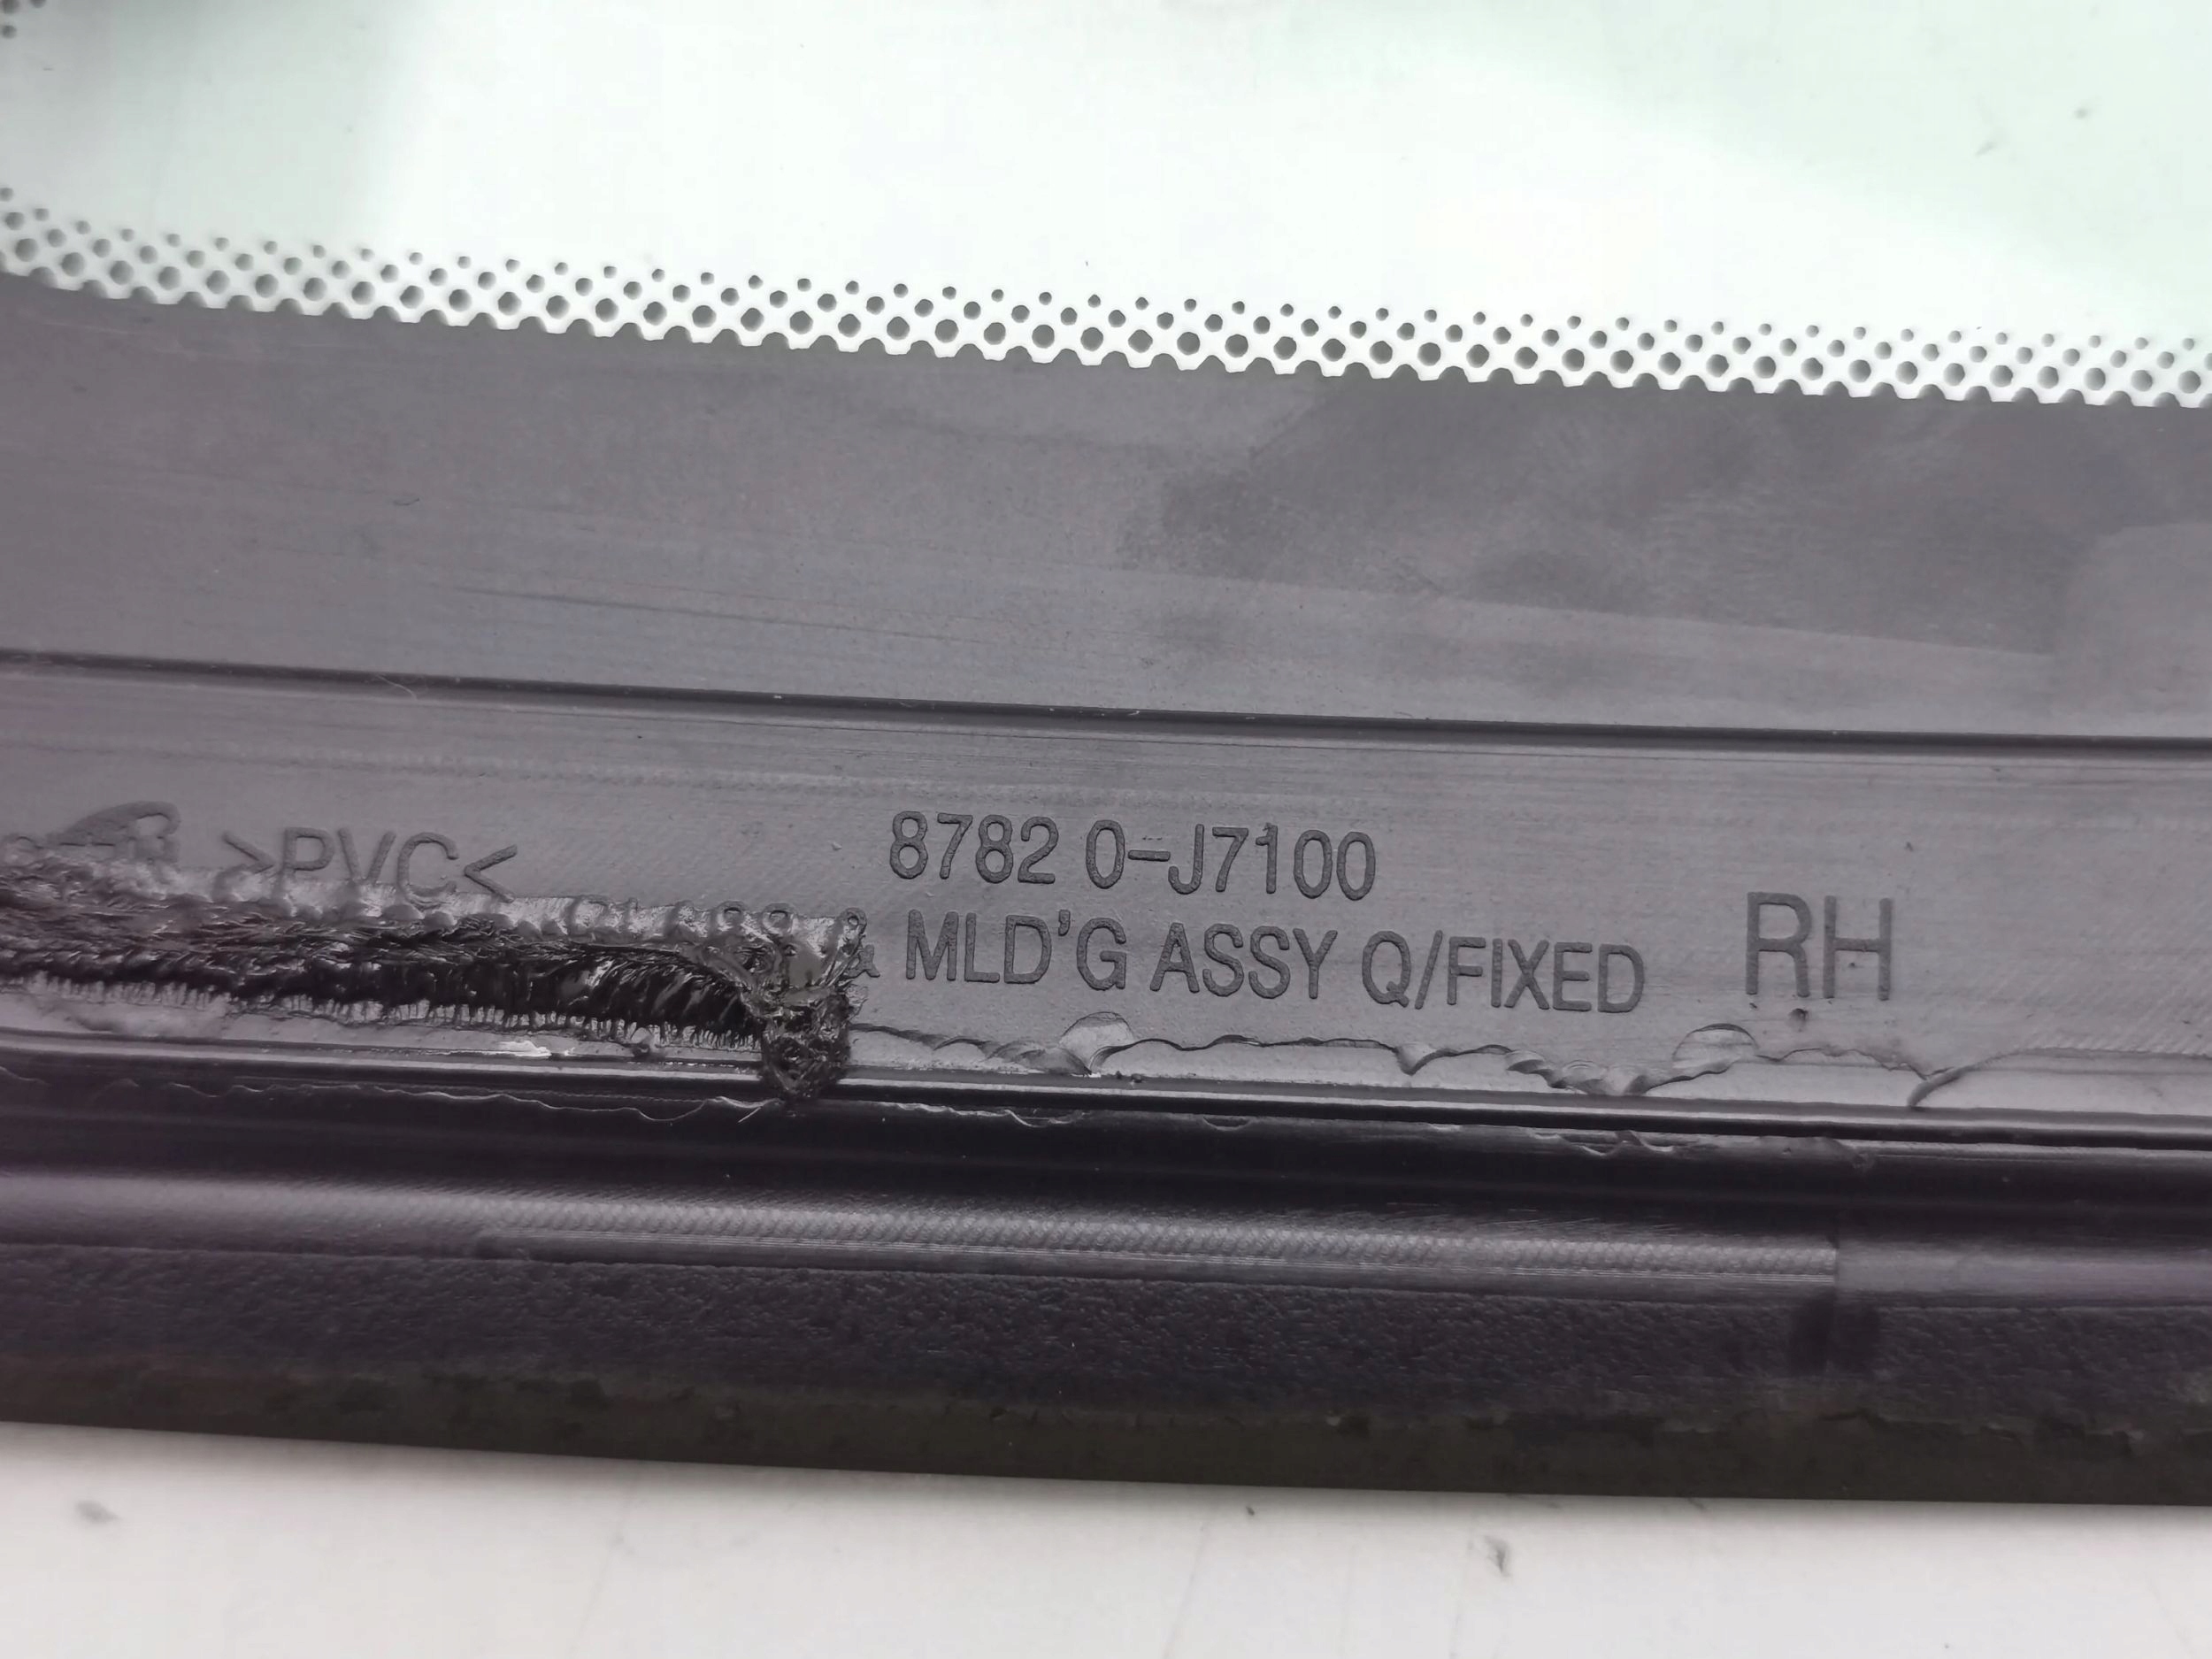 >PVC<
8782 0-J7100
& MLD'G ASSY Q/FIXED
RH